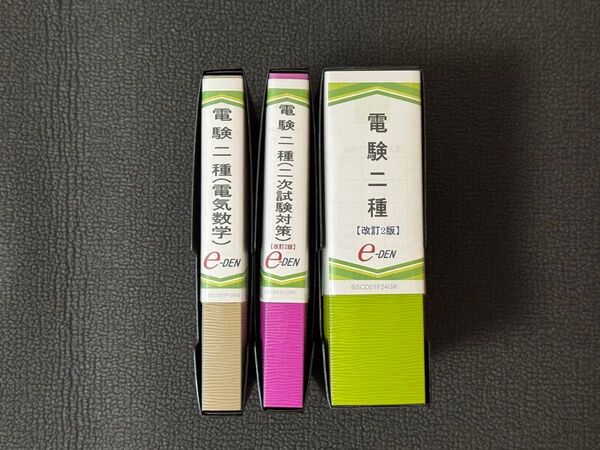 電験二種(電気数学)
e-DEN
電験二種(二次試験対策)
【改訂2版】
e-DEN
電験二種
【改訂2版】
e-DEN
BSCD01F24GR